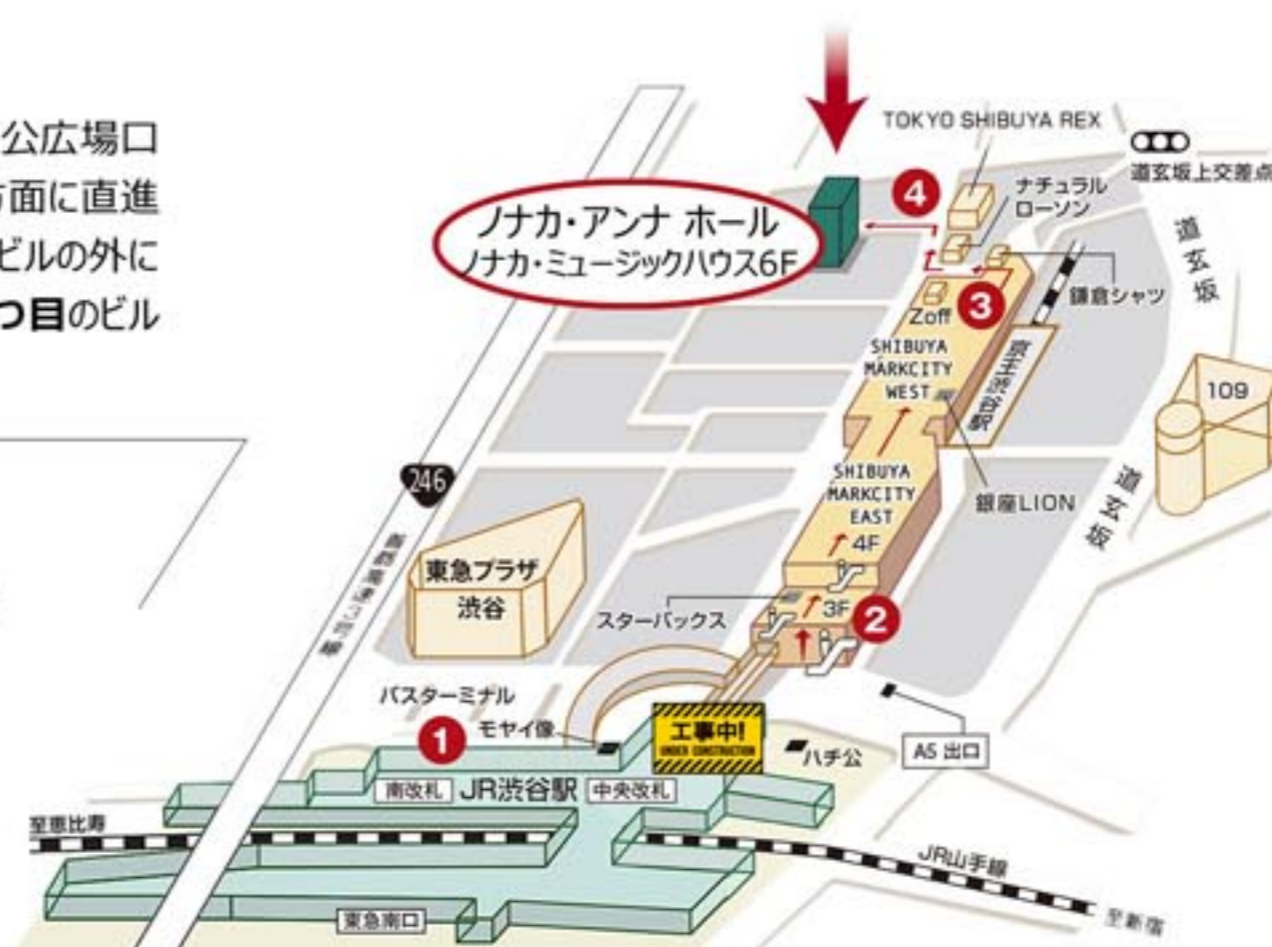 公広場口
方面に直進
ビルの外に
つ目のビル
TOKYO SHIBUYA REX
道玄坂上交差点
4
ナチュラル
ローソン
ノナカ・アンナ ホール
ノナカ・ミュージックハウス6F
道玄坂
鎌倉シャツ
3
Zoff
SHIBUYA
MARKCITY
WEST
京王渋谷駅
109
246
SHIBUYA
MARKCITY
EAST
銀座LION
道玄坂
4F
首都高速3号線
東急プラザ
渋谷
スターバックス
3F
2
バスターミナル
1
モヤイ像
工事中!
UNDER CONSTRUCTION
ハチ公
A5 出口
南改札
JR渋谷駅
中央改札
至恵比寿
JR山手線
東急南口
至新宿